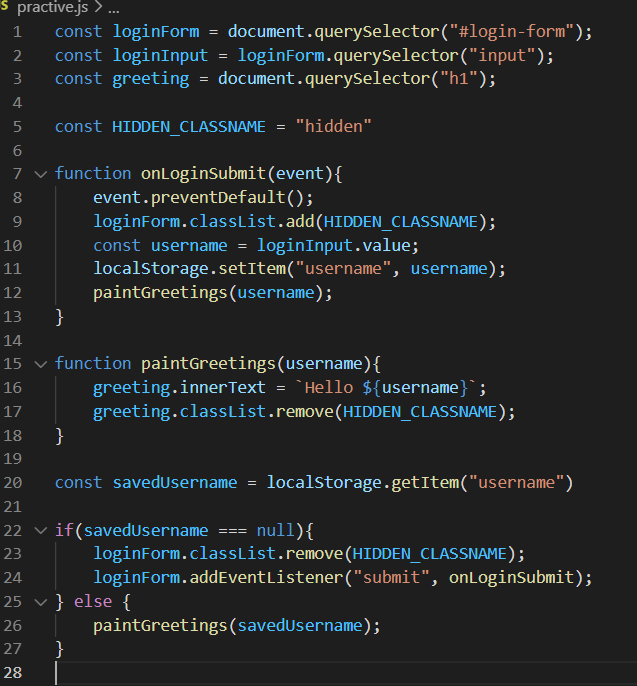 JS practive.js > ...
1 const loginForm = document.querySelector("#login-form");
2 const loginInput = loginForm.querySelector("input");
3 const greeting = document.querySelector("h1");
4
5 const HIDDEN_CLASSNAME = "hidden"
6
7 function onLoginSubmit(event){
8     event.preventDefault();
9     loginForm.classList.add(HIDDEN_CLASSNAME);
10     const username = loginInput.value;
11     localStorage.setItem("username", username);
12     paintGreetings(username);
13 }
14
15 function paintGreetings(username){
16     greeting.innerText = `Hello ${username}`;
17     greeting.classList.remove(HIDDEN_CLASSNAME);
18 }
19
20 const savedUsername = localStorage.getItem("username")
21
22 if(savedUsername === null){
23     loginForm.classList.remove(HIDDEN_CLASSNAME);
24     loginForm.addEventListener("submit", onLoginSubmit);
25 } else {
26     paintGreetings(savedUsername);
27 }
28